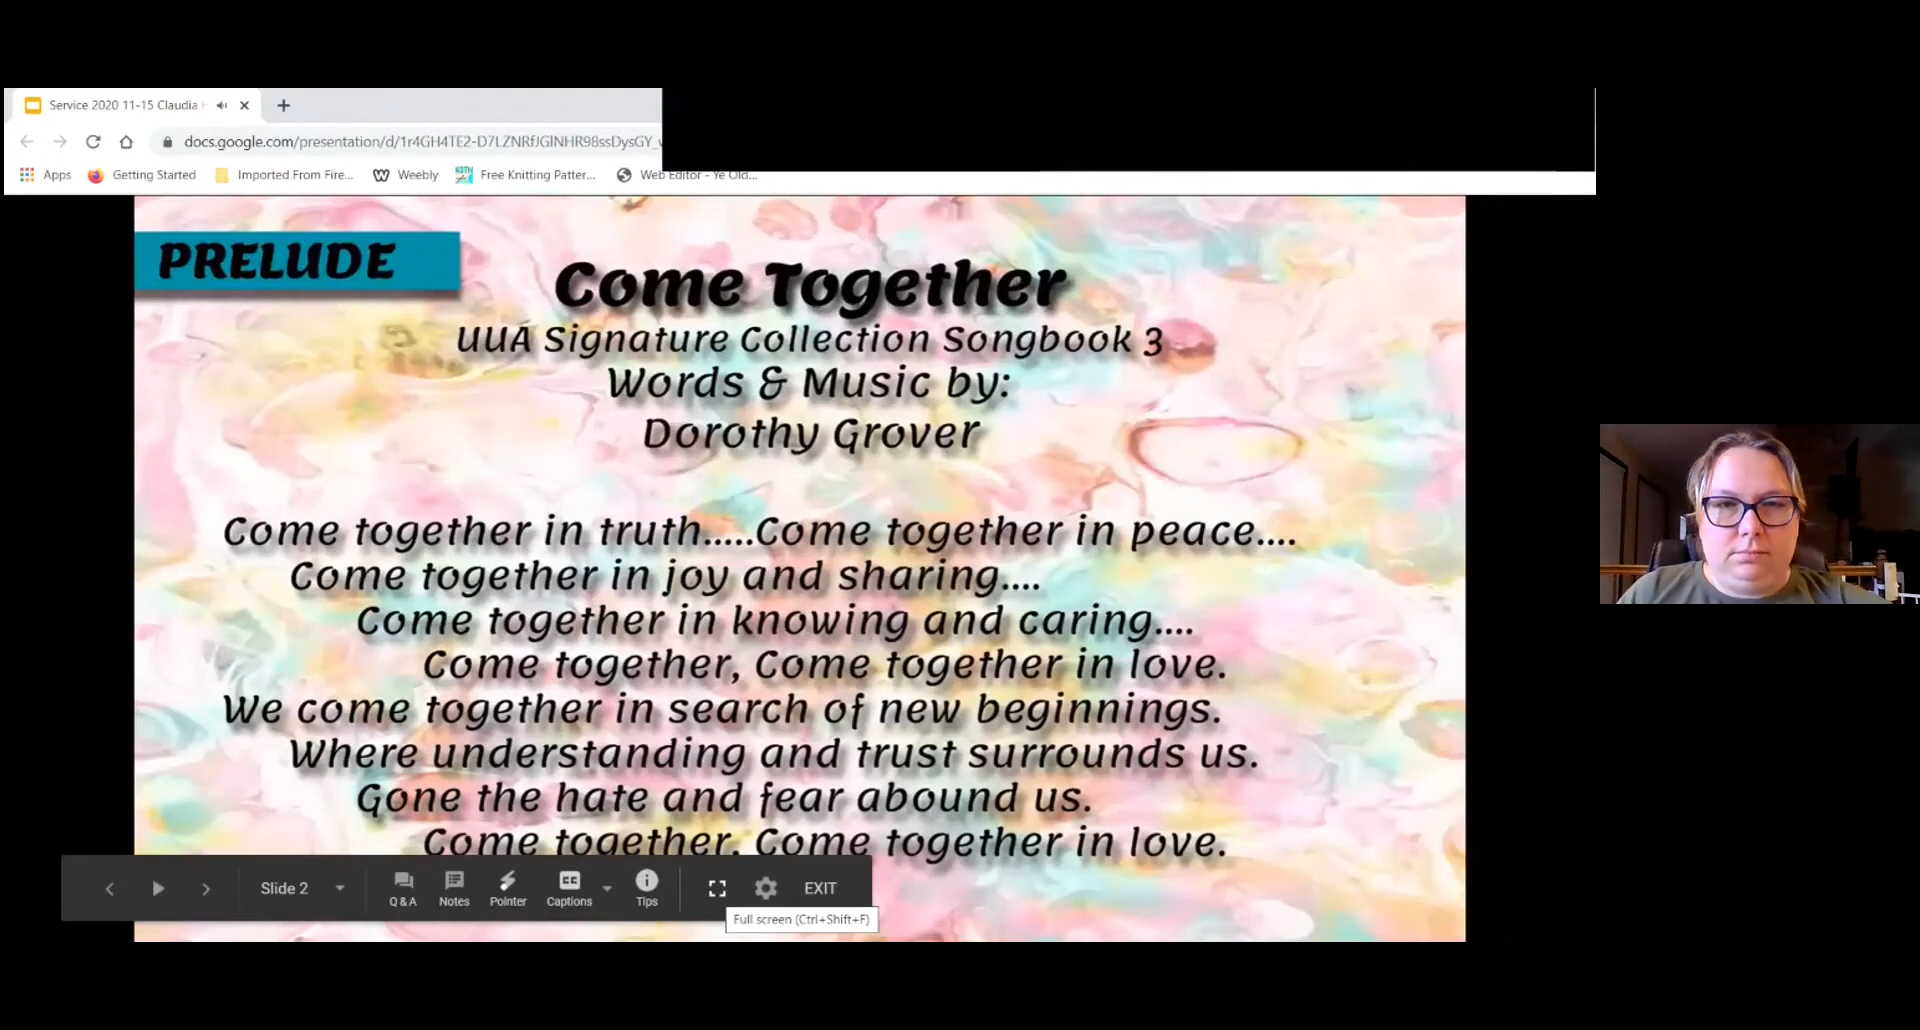 Service 2020 11-15 Claudia
docs.google.com/presentation/d/1r4GH4TE2-D7LZNRfJGlNHR98ssDysGY_
Apps Getting Started Imported From Fire... Weebly Free Knitting Patter... Web Editor - Ye Old...
PRELUDE
Come Together
UUA Signature Collection Songbook 3
Words & Music by:
Dorothy Grover
Come together in truth.....Come together in peace....
Come together in joy and sharing....
Come together in knowing and caring....
Come together, Come together in love.
We come together in search of new beginnings.
Where understanding and trust surrounds us.
Gone the hate and fear abound us.
Come together, Come together in love.
Slide 2 Q & A Notes Pointer Captions Tips EXIT
Full screen (Ctrl+Shift+F)